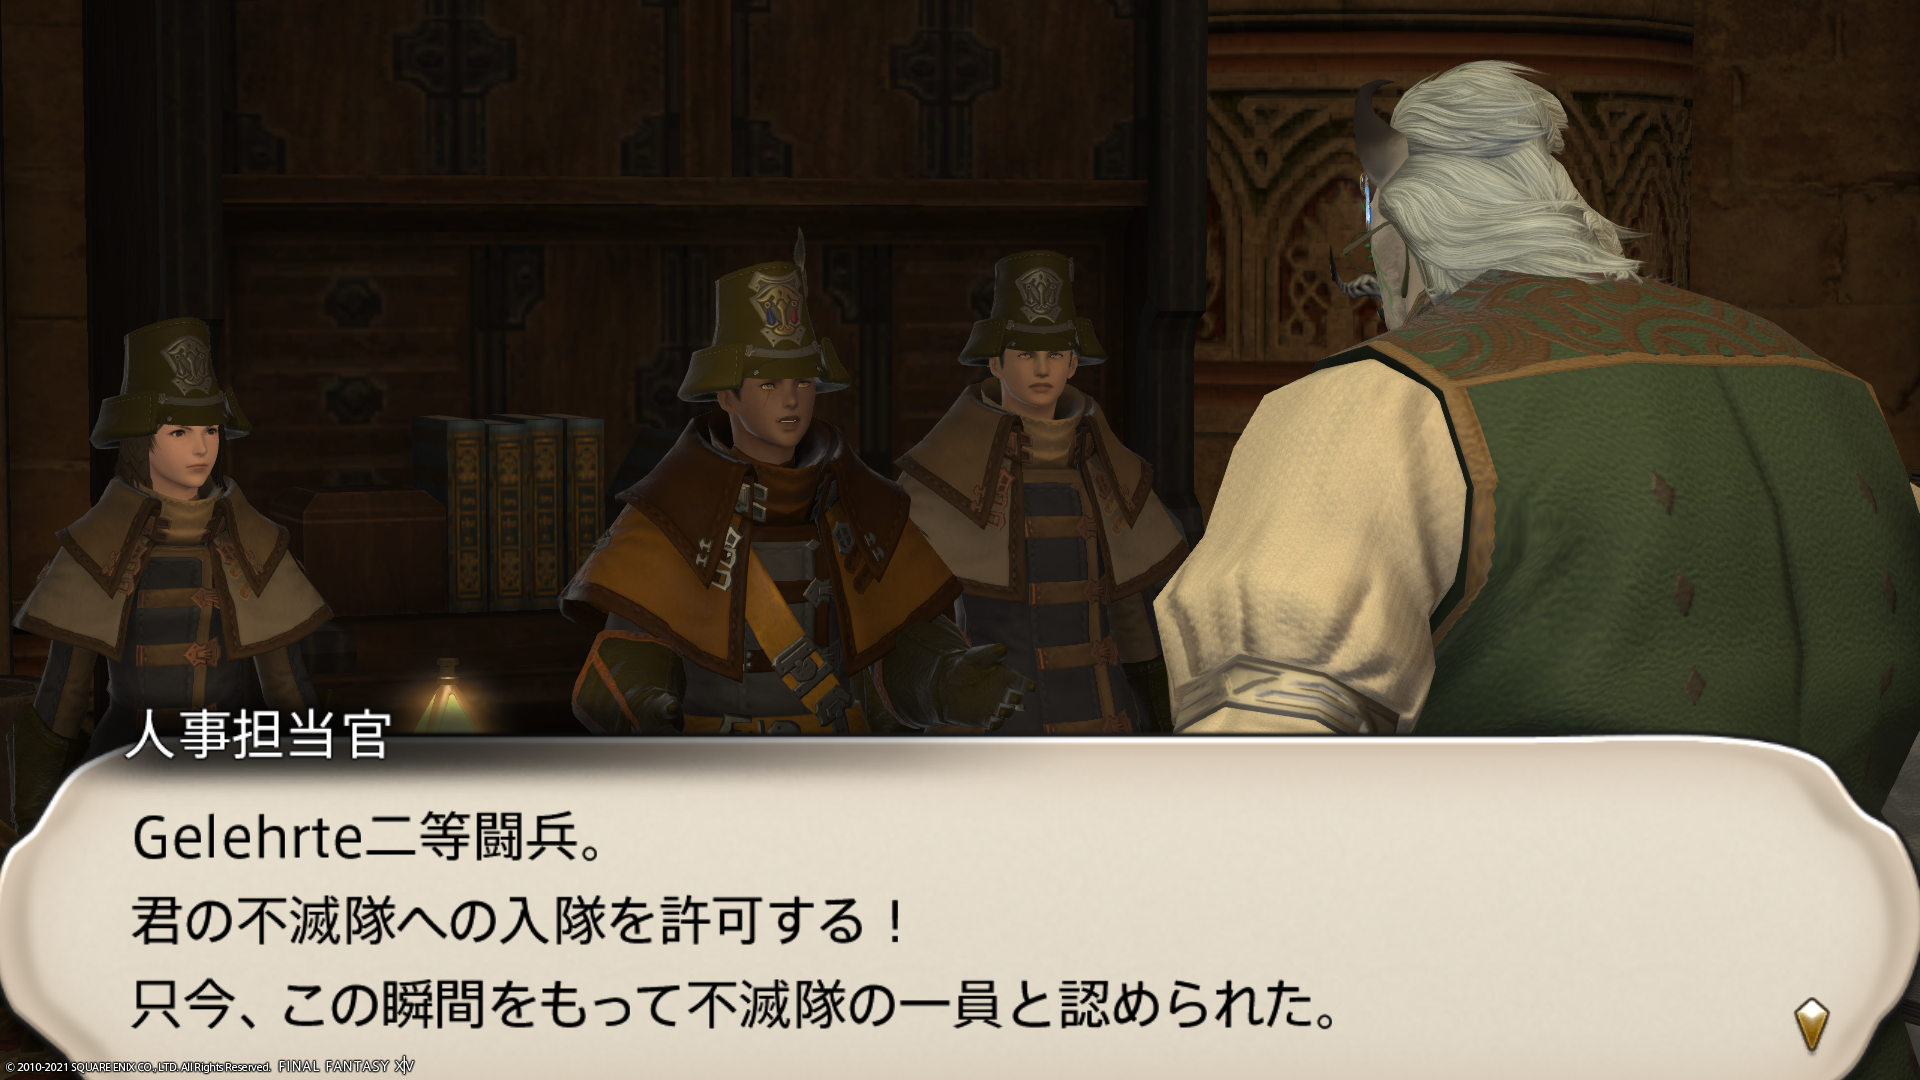 人事担当官
Gelehrte二等闘兵。
君の不滅隊への入隊を許可する！
只今、この瞬間をもって不滅隊の一員と認められた。
© 2010-2021 SQUARE ENIX CO., LTD. All Rights Reserved. FINAL FANTASY XIV